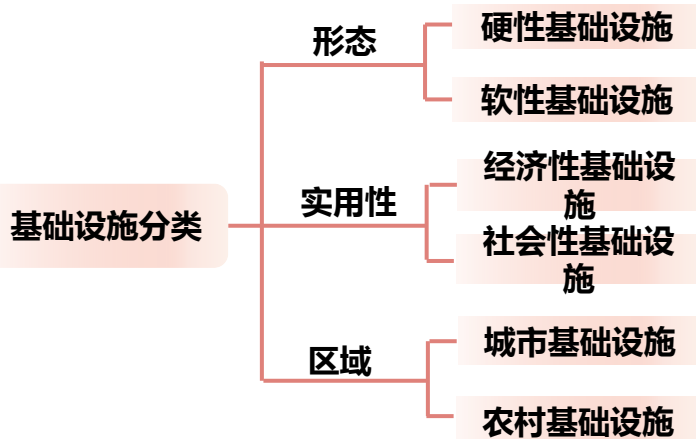 形态
硬性基础设施
软性基础设施
基础设施分类
实用性
经济性基础设
施
社会性基础设
施
区域
城市基础设施
农村基础设施